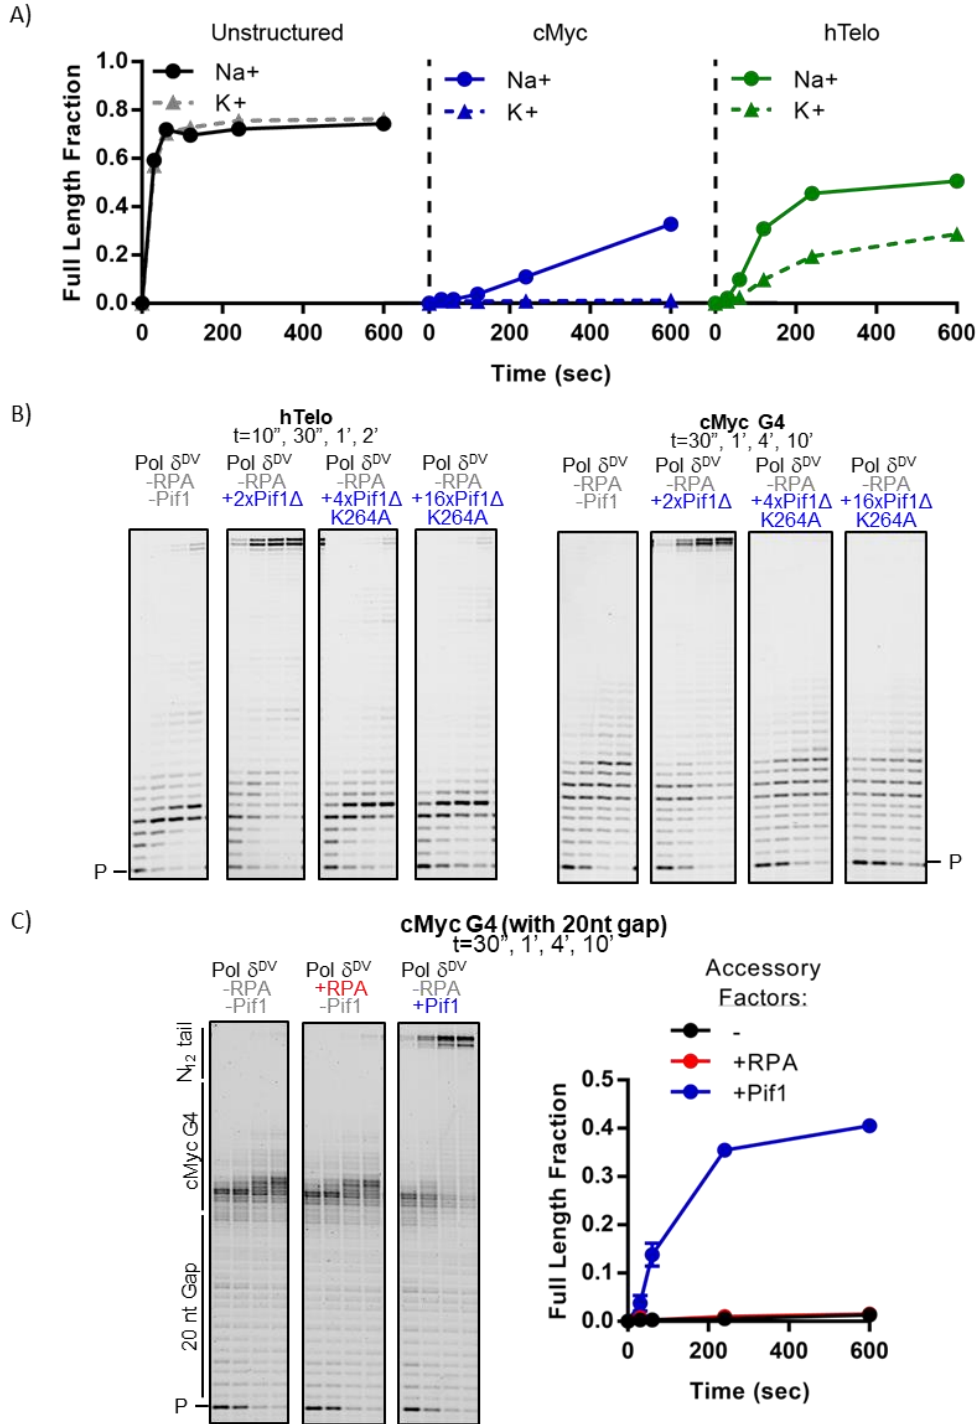 A)
Unstructured
cMyc
hTelo
Na+
K+
Na+
K+
Na+
K+
Full Length Fraction
1.0
0.8
0.6
0.4
0.2
0.0
0 200 400 600
0 200 400 600
0 200 400 600
Time (sec)
B)
hTelo
t=10", 30", 1', 2'
Pol δDV
-RPA
-Pif1
Pol δDV
-RPA
+2xPif1Δ
Pol δDV
-RPA
+4xPif1Δ
K264A
Pol δDV
-RPA
+16xPif1Δ
K264A
P
cMyc G4
t=30", 1', 4', 10'
Pol δDV
-RPA
-Pif1
Pol δDV
-RPA
+2xPif1Δ
Pol δDV
-RPA
+4xPif1Δ
K264A
Pol δDV
-RPA
+16xPif1Δ
K264A
P
C)
cMyc G4 (with 20nt gap)
t=30", 1', 4', 10'
Pol δDV
-RPA
-Pif1
Pol δDV
+RPA
-Pif1
Pol δDV
-RPA
+Pif1
N12 tail
cMyc G4
20 nt Gap
P
Accessory
Factors:
-
+RPA
+Pif1
Full Length Fraction
0.5
0.4
0.3
0.2
0.1
0.0
0 200 400 600
Time (sec)